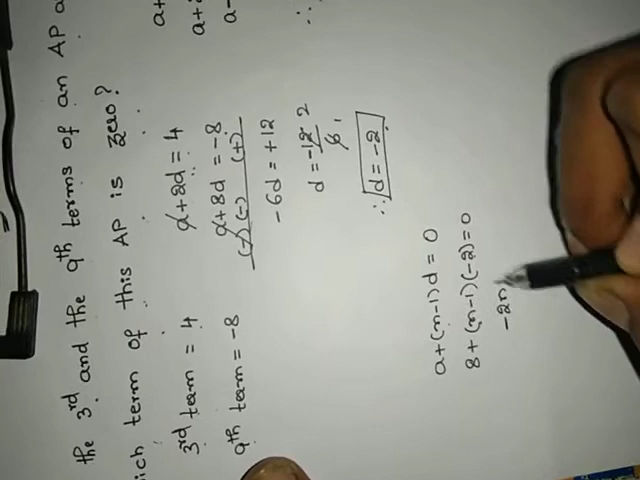 the 3rd and the 9th terms of an AP a
ich term of this AP is zero?
3rd term = 4
9th term = -8
a+2d = 4
a+8d = -8
(-) (-) (+)
-6d = +12
d = -12 2
6 1
∴ d = -2
a+
a+
a-
∴
a+(n-1)d = 0
8+(n-1)(-2)=0
-2n